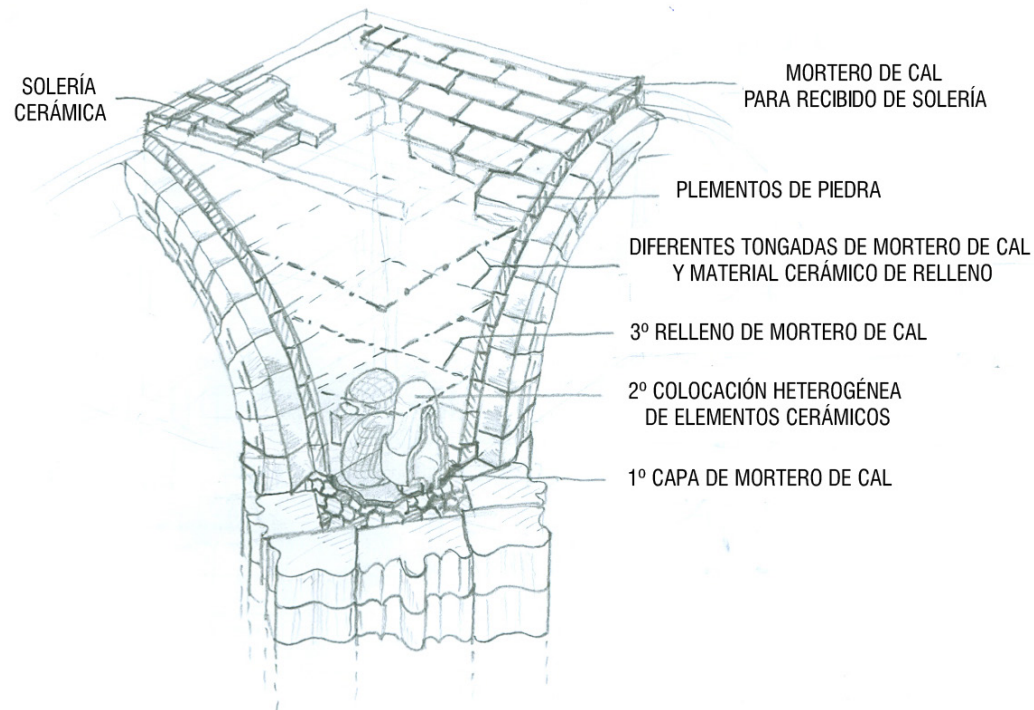 SOLERÍA
CERÁMICA
MORTERO DE CAL
PARA RECIBIDO DE SOLERÍA
PLEMENTOS DE PIEDRA
DIFERENTES TONGADAS DE MORTERO DE CAL
Y MATERIAL CERÁMICO DE RELLENO
3º RELLENO DE MORTERO DE CAL
2º COLOCACIÓN HETEROGÉNEA
DE ELEMENTOS CERÁMICOS
1º CAPA DE MORTERO DE CAL